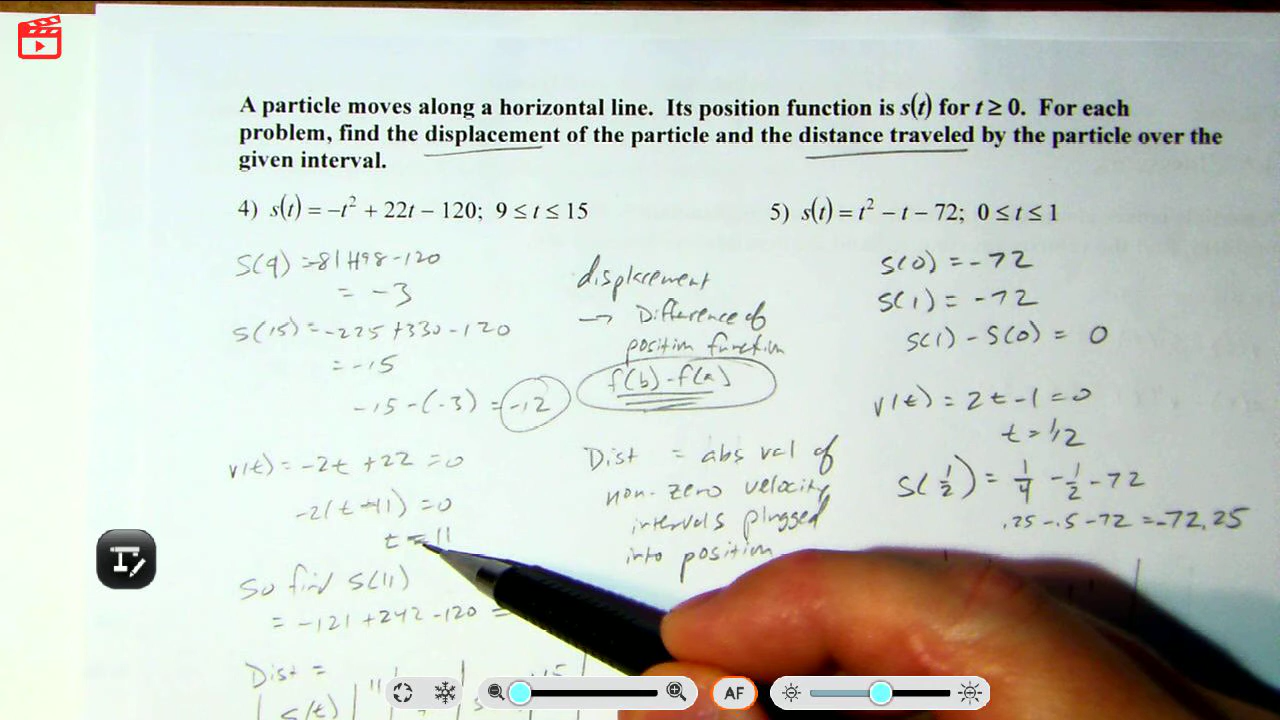 A particle moves along a horizontal line. Its position function is s(t) for t ≥ 0. For each
problem, find the displacement of the particle and the distance traveled by the particle over the
given interval.
4) s(t) = −t² + 22t − 120; 9 ≤ t ≤ 15
S(9) = -81+198-120
= -3
S(15) = -225 +330 -120
= -15
-15 -(-3) = -12
v(t) = -2t +22 = 0
-2(t-11) = 0
t = 11
So find S(11)
= -121 +242 -120 =
Dist =
| s(t) | 11
displacement
→ Difference of
position function
f(b) - f(a)
Dist = abs val of
non-zero velocity
intervals plugged
into position
5) s(t) = t² − t − 72; 0 ≤ t ≤ 1
S(0) = -72
S(1) = -72
S(1) - S(0) = 0
v(t) = 2t -1 = 0
t = 1/2
S(1/2) = 1/4 - 1/2 - 72
.25 -.5 -72 = -72.25
AF